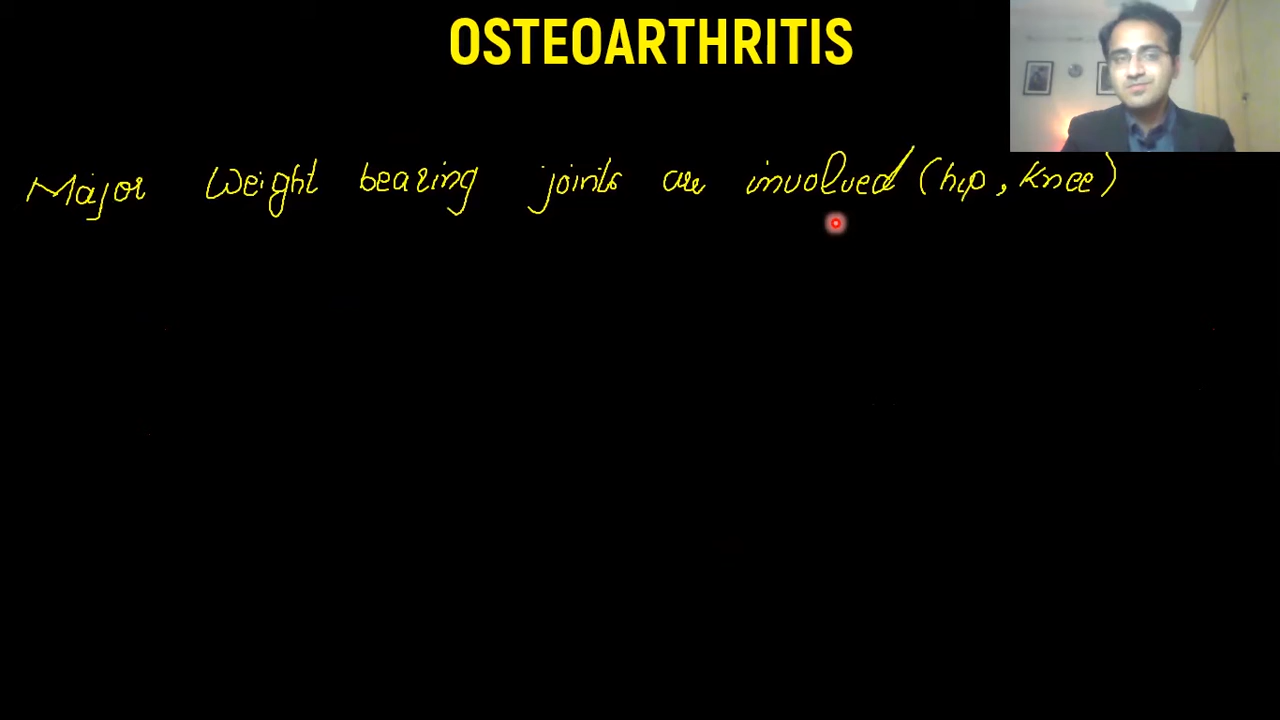 OSTEOARTHRITIS
Major Weight bearing joints are involved (hip, knee)